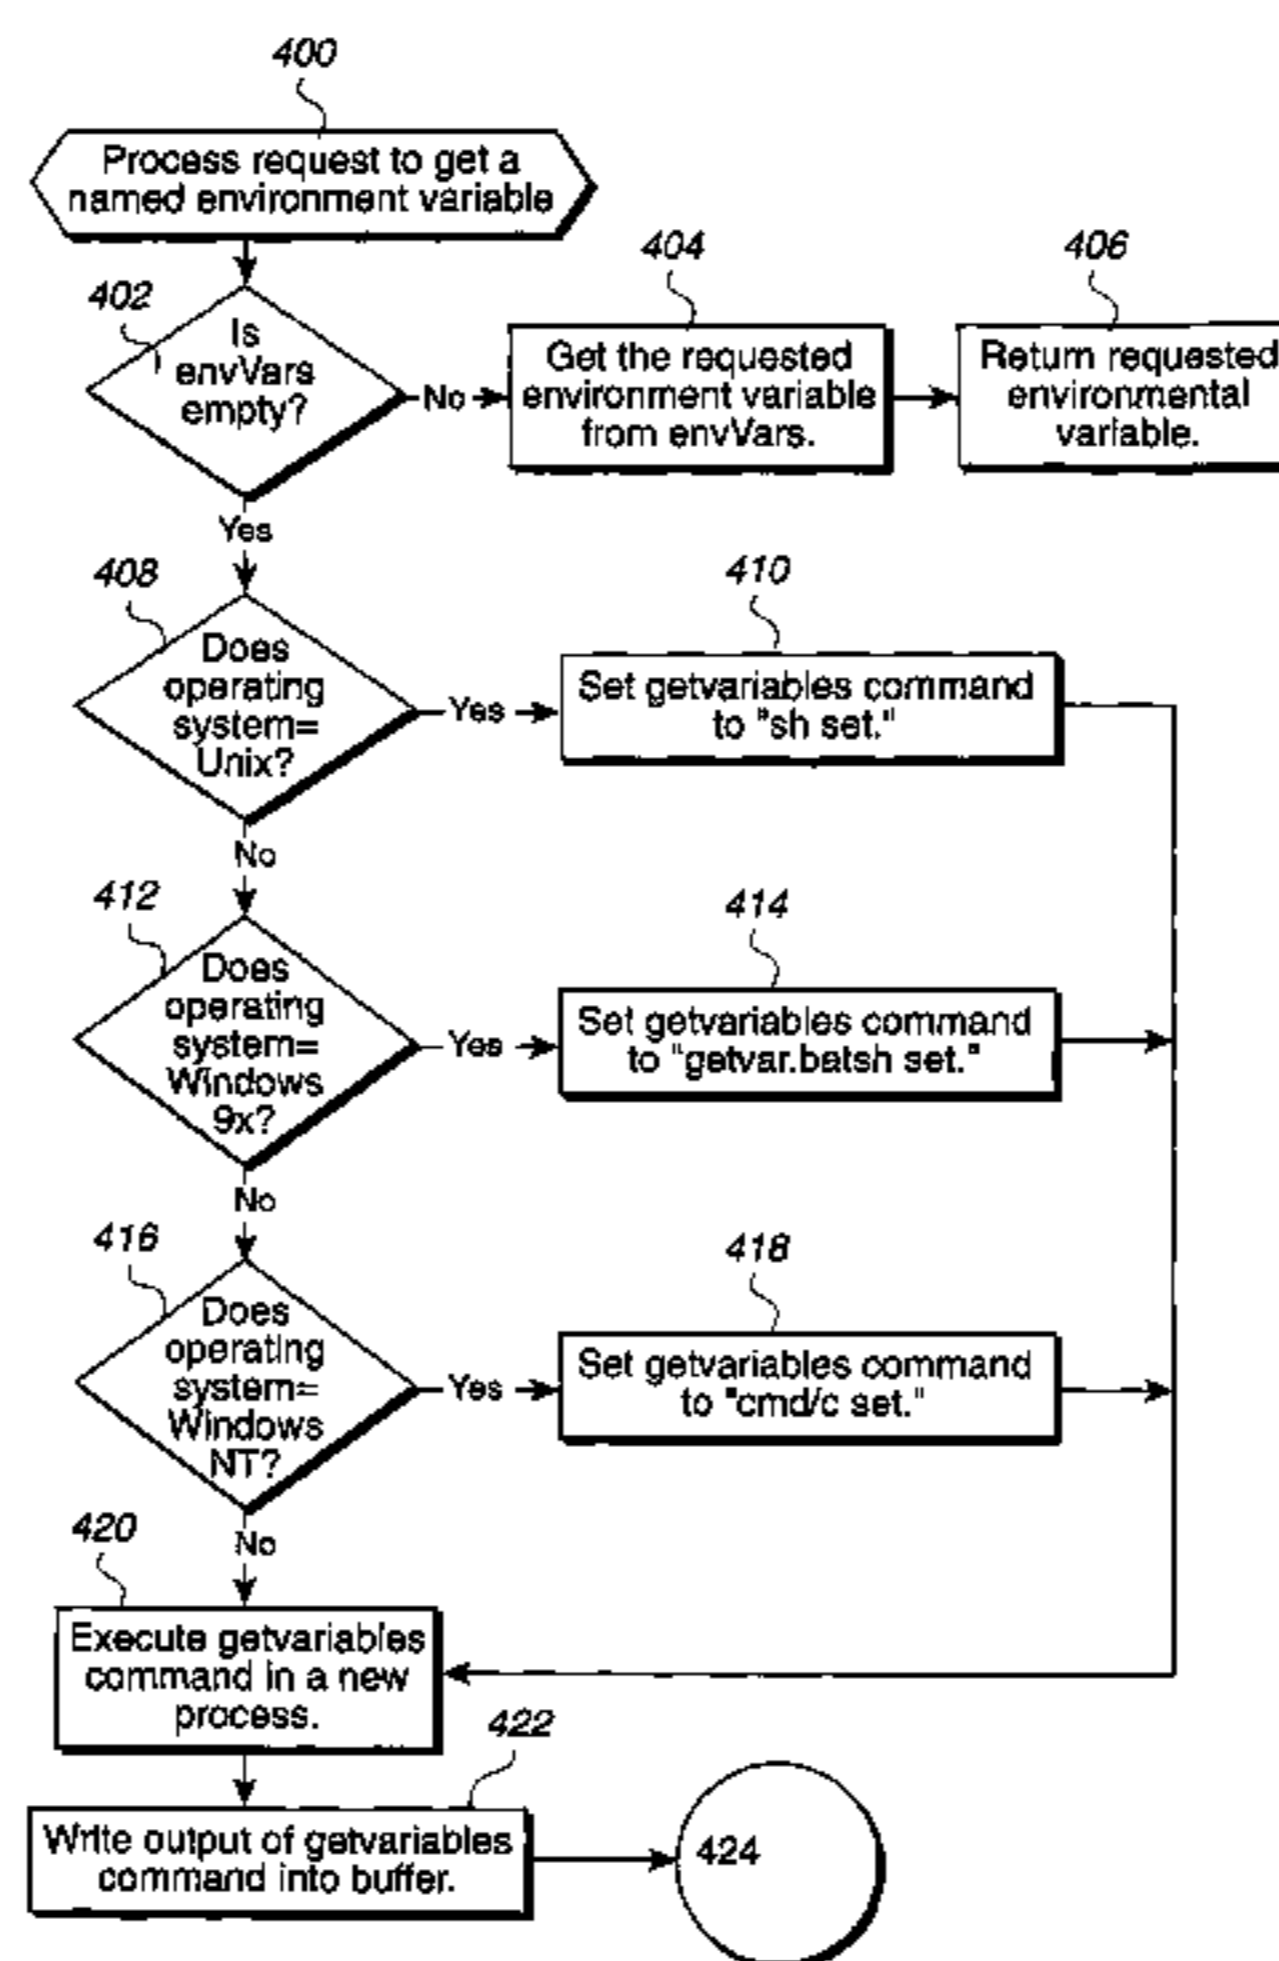 400
Process request to get a
named environment variable
402
Is
envVars
empty?
No
404
Get the requested
environment variable
from envVars.
406
Return requested
environmental
variable.
Yes
408
Does
operating
system=
Unix?
Yes
410
Set getvariables command
to "sh set."
No
412
Does
operating
system=
Windows
9x?
Yes
414
Set getvariables command
to "getvar.batsh set."
No
416
Does
operating
system=
Windows
NT?
Yes
418
Set getvariables command
to "cmd/c set."
No
420
Execute getvariables
command in a new
process.
422
Write output of getvariables
command into buffer.
424